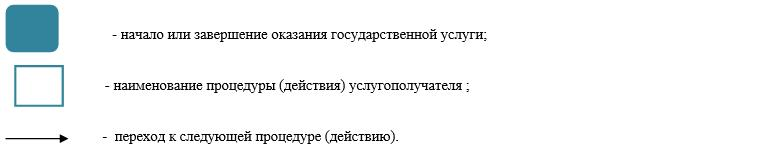 - начало или завершение оказания государственной услуги;
- наименование процедуры (действия) услугополучателя ;
- переход к следующей процедуре (действию).